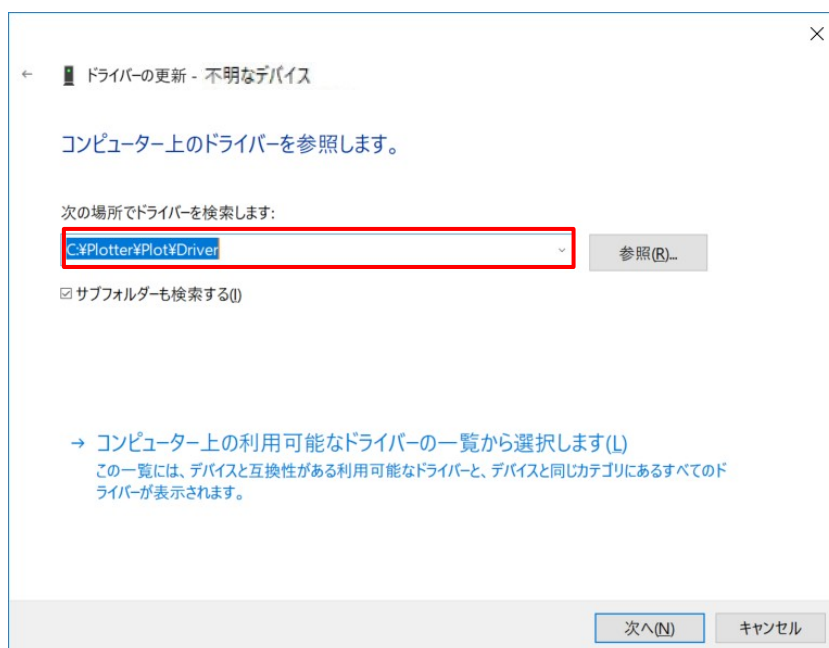 ← ドライバーの更新 - 不明なデバイス
コンピューター上のドライバーを参照します。
次の場所でドライバーを検索します:
C:¥Plotter¥Plot¥Driver
参照(R)...
サブフォルダーも検索する(I)
→ コンピューター上の利用可能なドライバーの一覧から選択します(L)
この一覧には、デバイスと互換性がある利用可能なドライバーと、デバイスと同じカテゴリにあるすべてのド
ライバーが表示されます。
次へ(N)
キャンセル